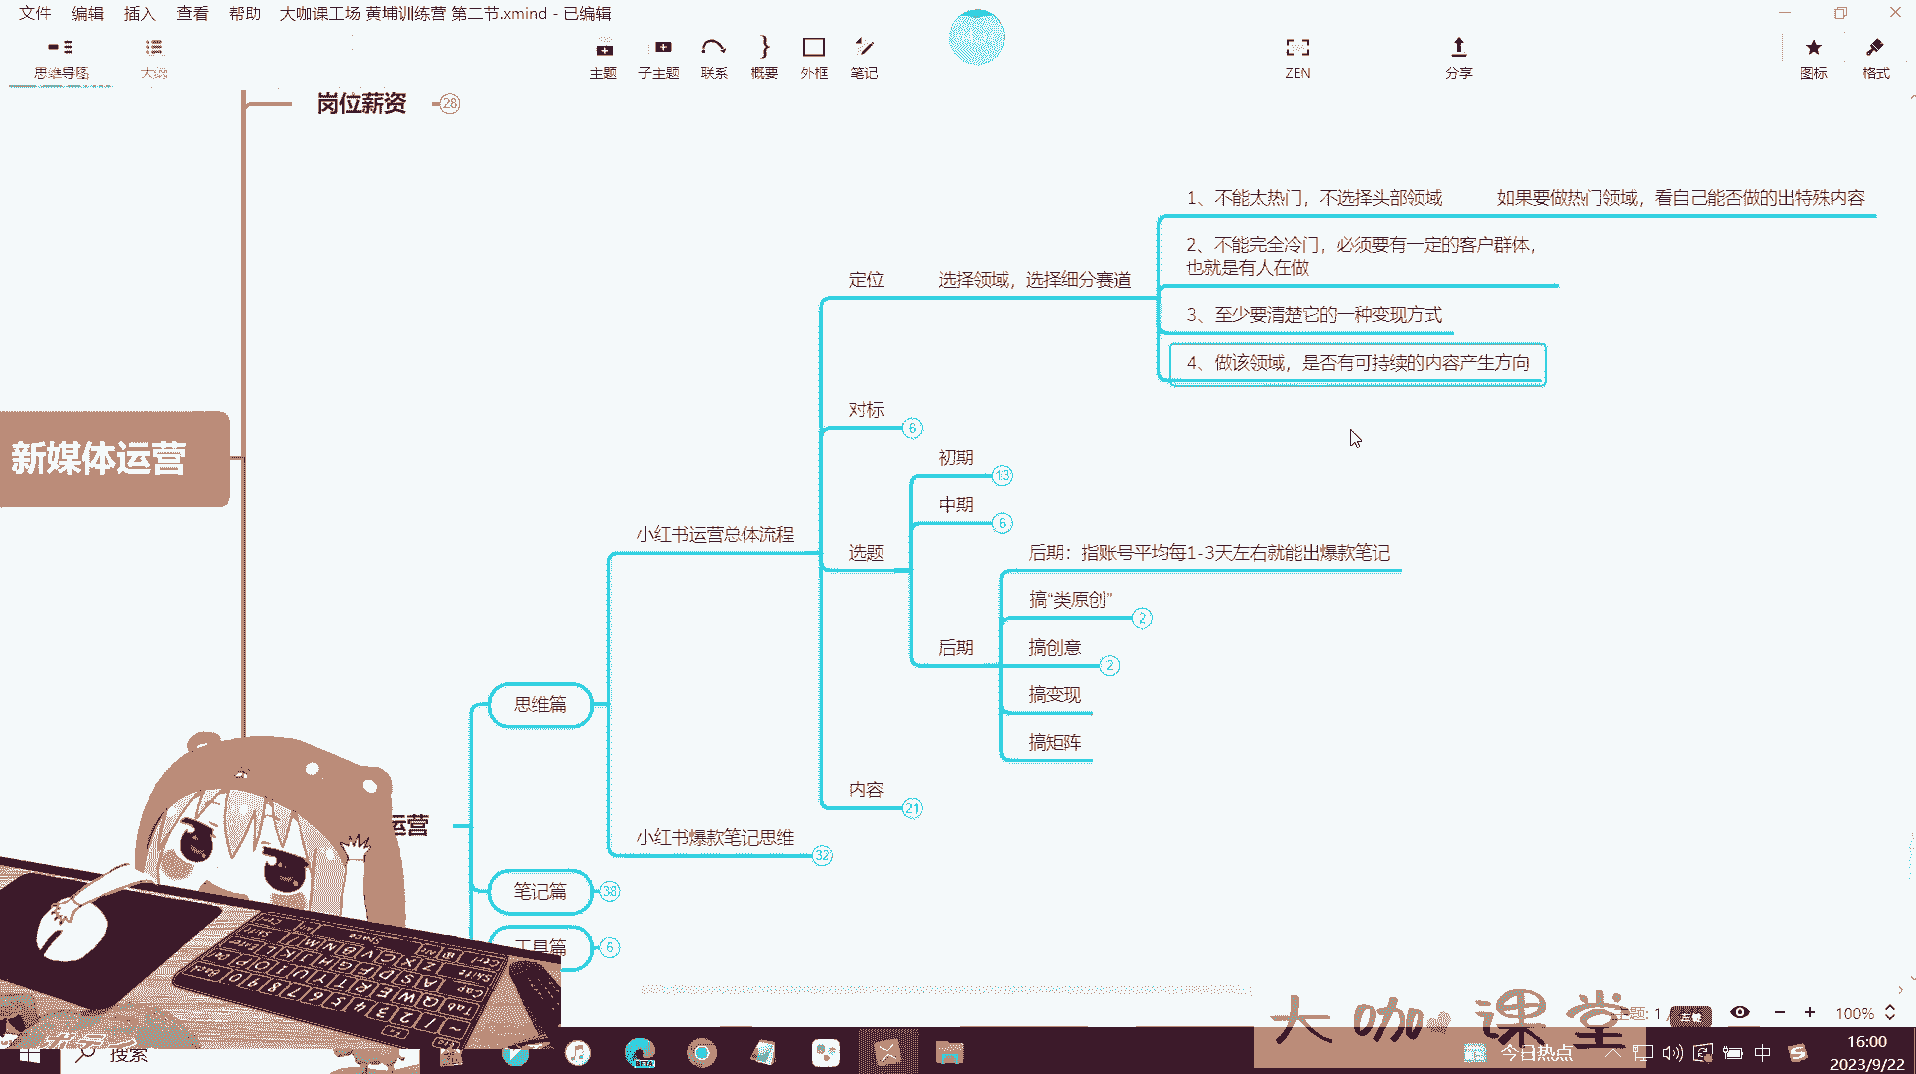 文件 编辑 插入 查看 帮助 大咖课工场 黄埔训练营 第二节.xmind - 已编辑
思维导图 大纲 主题 子主题 联系 概要 外框 笔记 ZEN 分享 图标 格式
岗位薪资 28
1、不能太热门，不选择头部领域 如果要做热门领域，看自己能否做的出特殊内容
2、不能完全冷门，必须要有一定的客户群体，
也就是有人在做
定位 选择领域，选择细分赛道
3、至少要清楚它的一种变现方式
4、做该领域，是否有可持续的内容产生方向
对标 6
新媒体运营
初期 13
中期 6
小红书运营总体流程
选题
后期：指账号平均每1-3天左右就能出爆款笔记
搞“类原创” 2
后期
搞创意 2
搞变现
思维篇
搞矩阵
内容 21
运营
小红书爆款笔记思维 32
笔记篇 38
工具篇 6
大咖课堂
主题: 1 /
100%
搜索
BETA
今日热点
中
16:00
2023/9/22